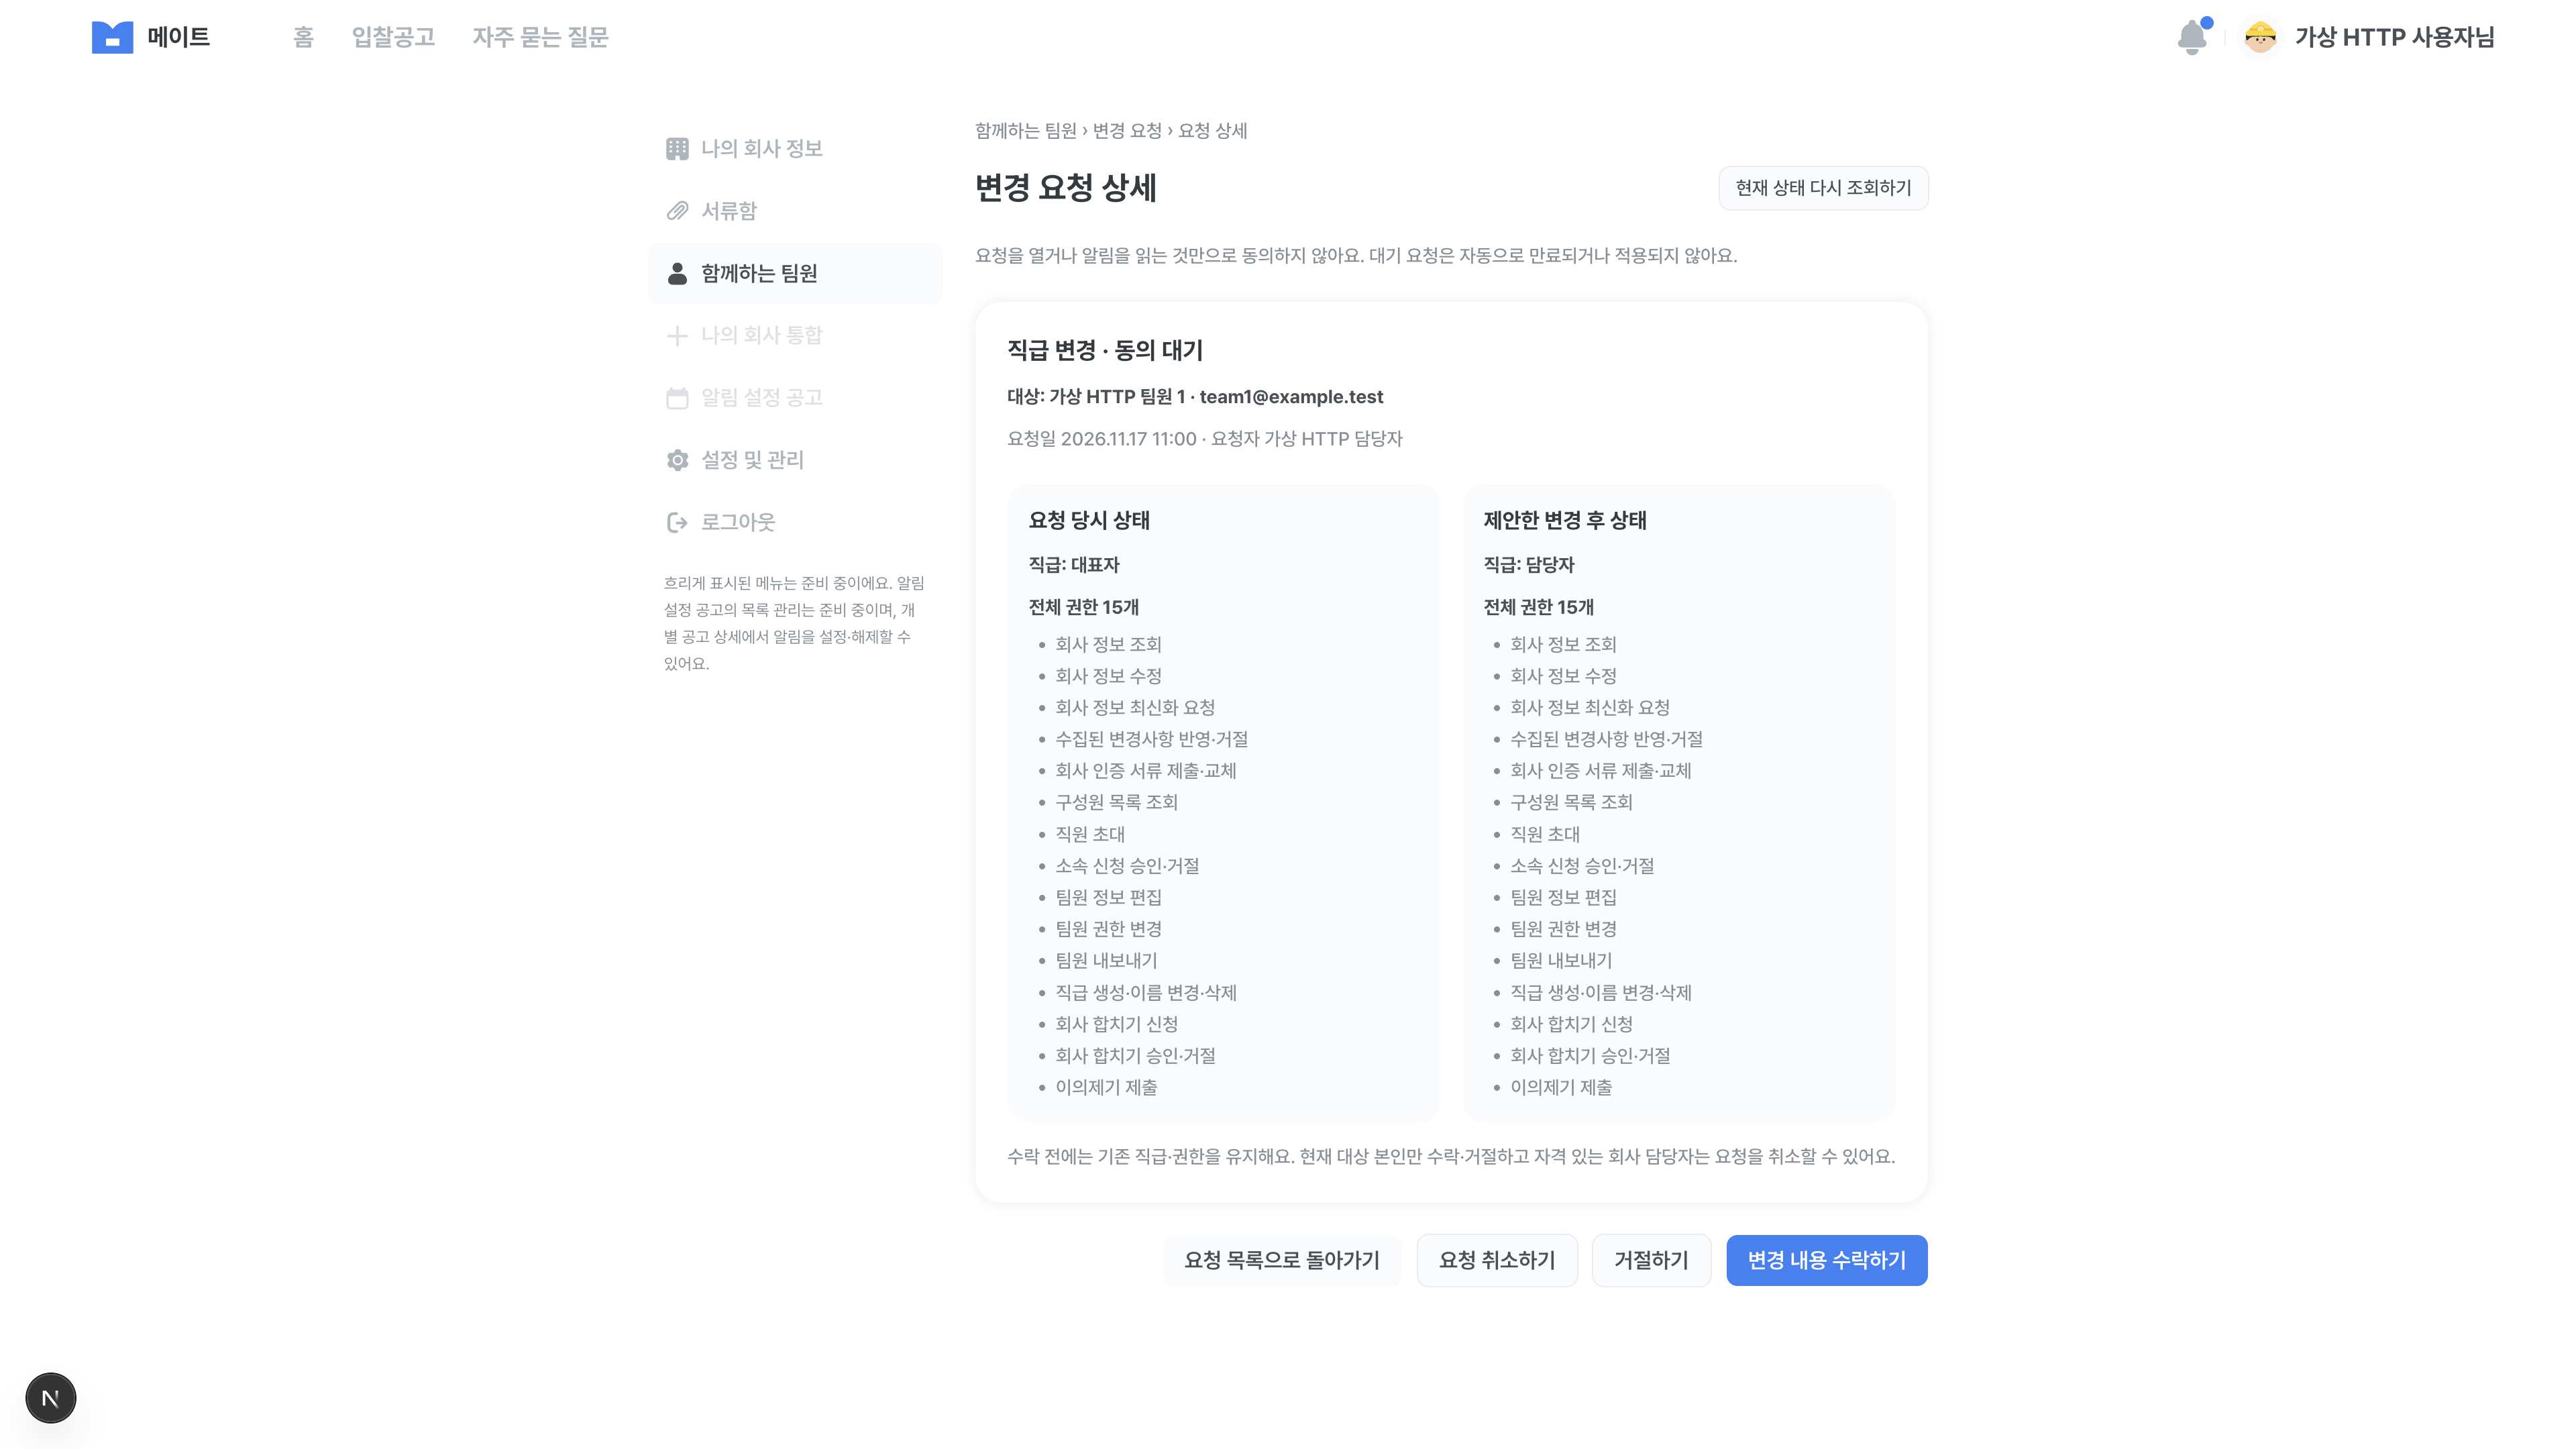 메이트
홈
입찰공고
자주 묻는 질문
가상 HTTP 사용자님
나의 회사 정보
서류함
함께하는 팀원
나의 회사 통합
알림 설정 공고
설정 및 관리
로그아웃
흐리게 표시된 메뉴는 준비 중이에요. 알림
설정 공고의 목록 관리는 준비 중이며, 개
별 공고 상세에서 알림을 설정·해제할 수
있어요.
함께하는 팀원 › 변경 요청 › 요청 상세
변경 요청 상세
현재 상태 다시 조회하기
요청을 열거나 알림을 읽는 것만으로 동의하지 않아요. 대기 요청은 자동으로 만료되거나 적용되지 않아요.
직급 변경 · 동의 대기
대상: 가상 HTTP 팀원 1 · team1@example.test
요청일 2026.11.17 11:00 · 요청자 가상 HTTP 담당자
요청 당시 상태
직급: 대표자
전체 권한 15개
• 회사 정보 조회
• 회사 정보 수정
• 회사 정보 최신화 요청
• 수집된 변경사항 반영·거절
• 회사 인증 서류 제출·교체
• 구성원 목록 조회
• 직원 초대
• 소속 신청 승인·거절
• 팀원 정보 편집
• 팀원 권한 변경
• 팀원 내보내기
• 직급 생성·이름 변경·삭제
• 회사 합치기 신청
• 회사 합치기 승인·거절
• 이의제기 제출
제안한 변경 후 상태
직급: 담당자
전체 권한 15개
• 회사 정보 조회
• 회사 정보 수정
• 회사 정보 최신화 요청
• 수집된 변경사항 반영·거절
• 회사 인증 서류 제출·교체
• 구성원 목록 조회
• 직원 초대
• 소속 신청 승인·거절
• 팀원 정보 편집
• 팀원 권한 변경
• 팀원 내보내기
• 직급 생성·이름 변경·삭제
• 회사 합치기 신청
• 회사 합치기 승인·거절
• 이의제기 제출
수락 전에는 기존 직급·권한을 유지해요. 현재 대상 본인만 수락·거절하고 자격 있는 회사 담당자는 요청을 취소할 수 있어요.
요청 목록으로 돌아가기
요청 취소하기
거절하기
변경 내용 수락하기
N